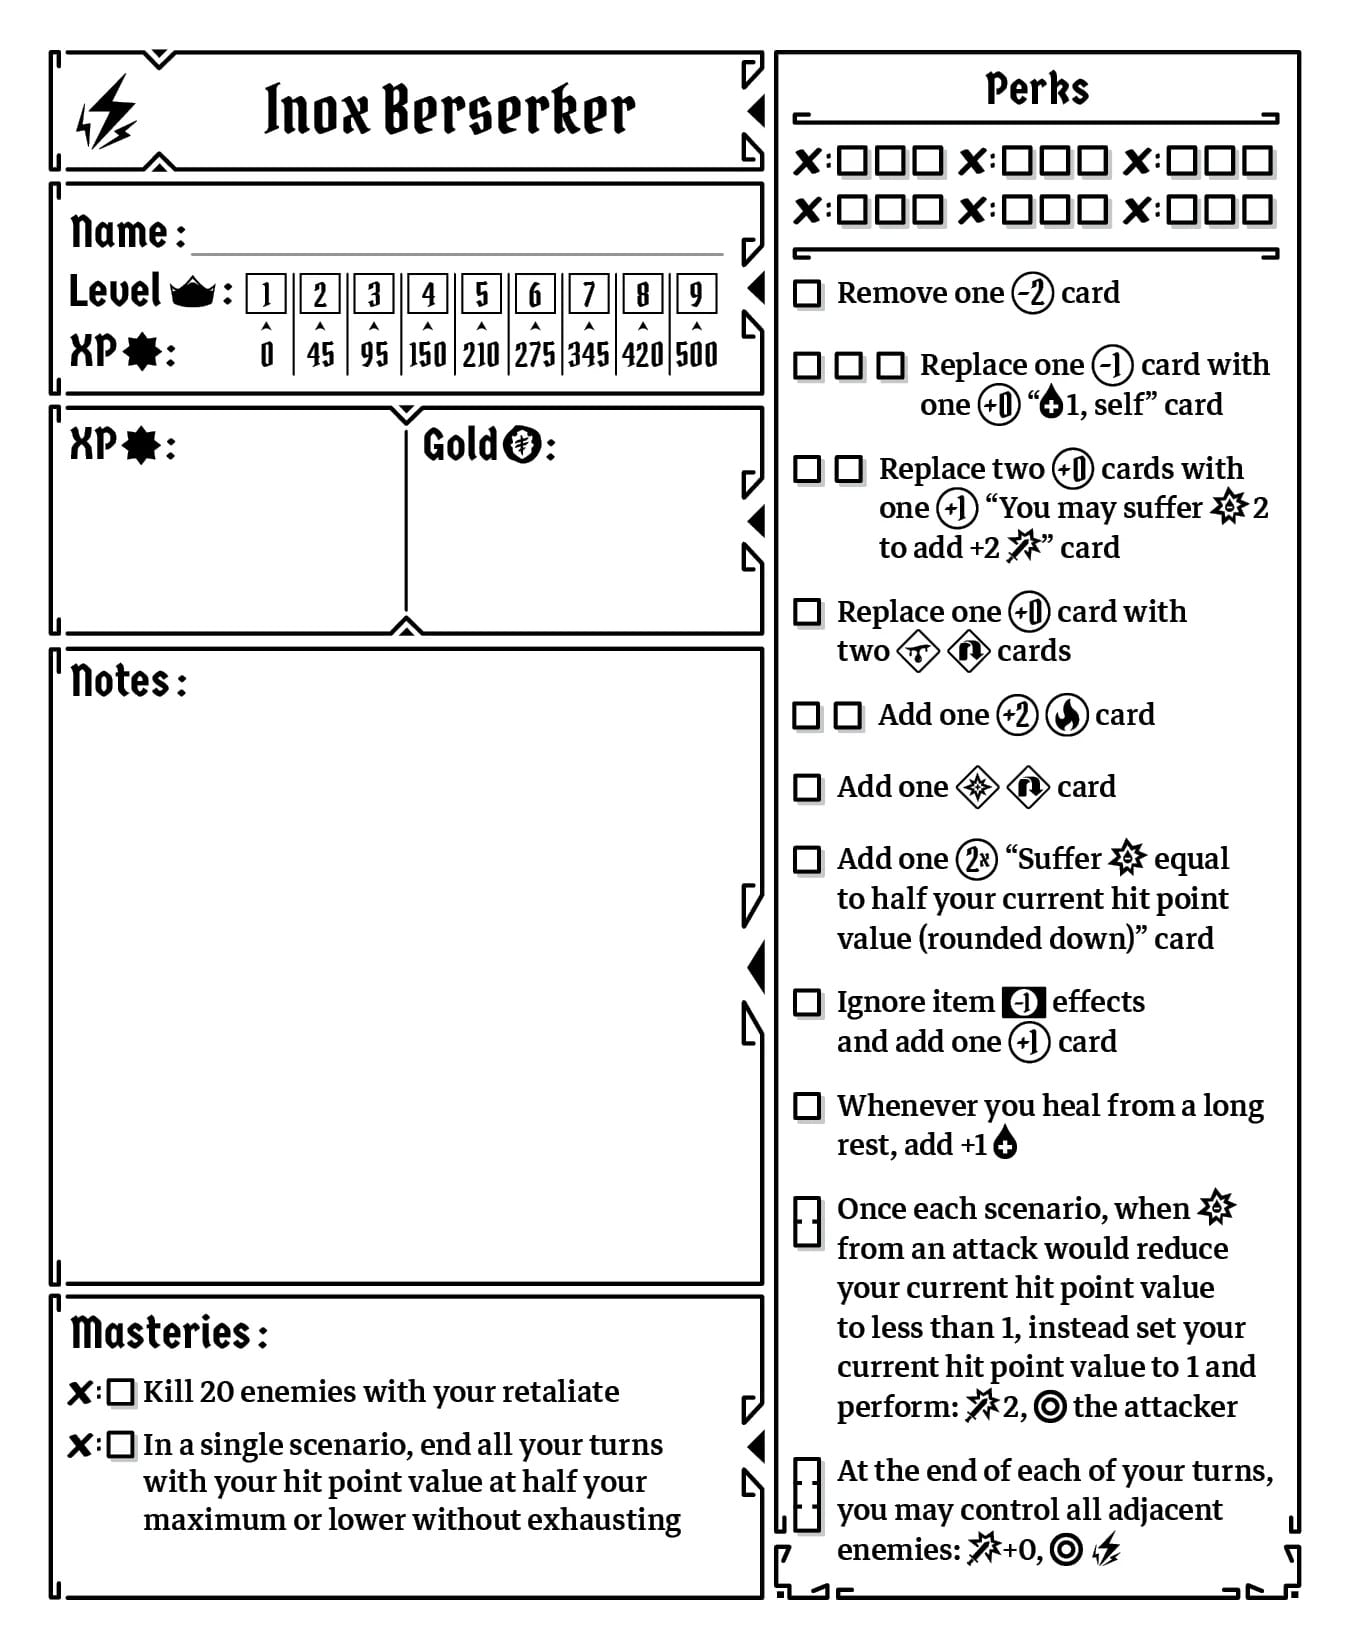 Inox Berserker
Name:
Level: 1 2 3 4 5 6 7 8 9
XP: 0 45 95 150 210 275 345 420 500
XP:
Gold:
Notes:
Masteries:
Kill 20 enemies with your retaliate
In a single scenario, end all your turns
with your hit point value at half your
maximum or lower without exhausting
Perks
✘: ✘: ✘:
✘: ✘: ✘:
Remove one -2 card
Replace one -1 card with
one +0 “1, self” card
Replace two +0 cards with
one +1 “You may suffer 2
to add +2” card
Replace one +0 card with
two cards
Add one +2 card
Add one card
Add one 2x “Suffer equal
to half your current hit point
value (rounded down)” card
Ignore item -1 effects
and add one +1 card
Whenever you heal from a long
rest, add +1
Once each scenario, when
from an attack would reduce
your current hit point value
to less than 1, instead set your
current hit point value to 1 and
perform: 2, the attacker
At the end of each of your turns,
you may control all adjacent
enemies: +0,